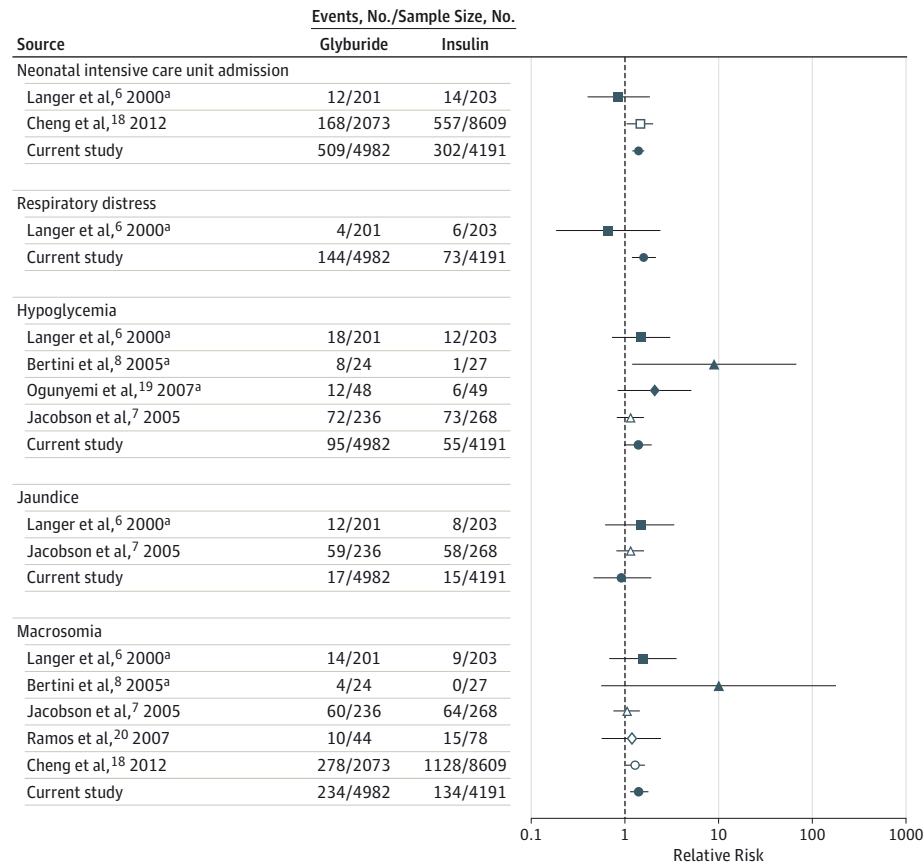 Events, No./Sample Size, No.
Source Glyburide Insulin
Neonatal intensive care unit admission
Langer et al,6 2000a 12/201 14/203
Cheng et al,18 2012 168/2073 557/8609
Current study 509/4982 302/4191
Respiratory distress
Langer et al,6 2000a 4/201 6/203
Current study 144/4982 73/4191
Hypoglycemia
Langer et al,6 2000a 18/201 12/203
Bertini et al,8 2005a 8/24 1/27
Ogunyemi et al,19 2007a 12/48 6/49
Jacobson et al,7 2005 72/236 73/268
Current study 95/4982 55/4191
Jaundice
Langer et al,6 2000a 12/201 8/203
Jacobson et al,7 2005 59/236 58/268
Current study 17/4982 15/4191
Macrosomia
Langer et al,6 2000a 14/201 9/203
Bertini et al,8 2005a 4/24 0/27
Jacobson et al,7 2005 60/236 64/268
Ramos et al,20 2007 10/44 15/78
Cheng et al,18 2012 278/2073 1128/8609
Current study 234/4982 134/4191
0.1 1 10 100 1000
Relative Risk